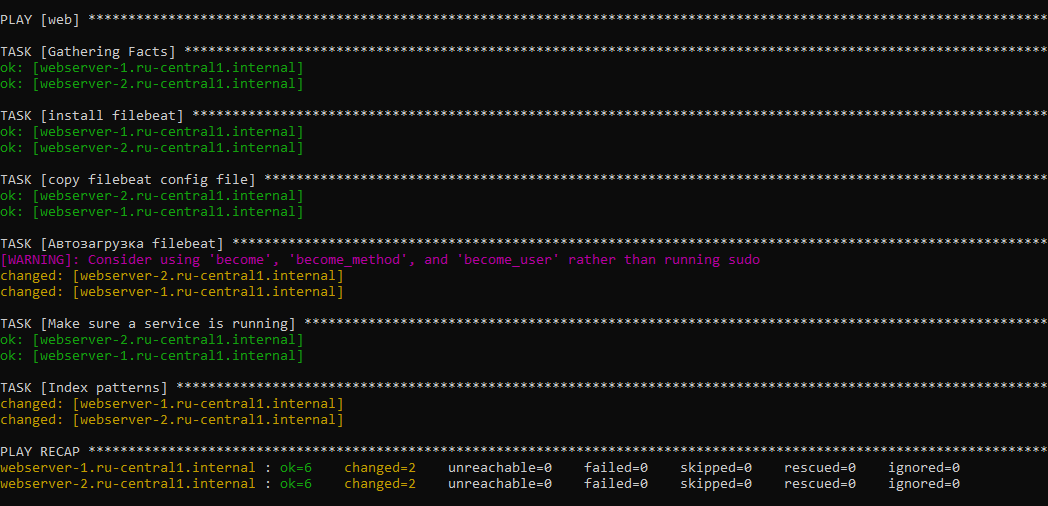 PLAY [web] ************************************************************************************************************************
TASK [Gathering Facts] ************************************************************************************************************
ok: [webserver-1.ru-central1.internal]
ok: [webserver-2.ru-central1.internal]
TASK [install filebeat] ***********************************************************************************************************
ok: [webserver-1.ru-central1.internal]
ok: [webserver-2.ru-central1.internal]
TASK [copy filebeat config file] **************************************************************************************************
ok: [webserver-2.ru-central1.internal]
ok: [webserver-1.ru-central1.internal]
TASK [Автозагрузка filebeat] ******************************************************************************************************
[WARNING]: Consider using 'become', 'become_method', and 'become_user' rather than running sudo
changed: [webserver-2.ru-central1.internal]
changed: [webserver-1.ru-central1.internal]
TASK [Make sure a service is running] *********************************************************************************************
ok: [webserver-2.ru-central1.internal]
ok: [webserver-1.ru-central1.internal]
TASK [Index patterns] *************************************************************************************************************
changed: [webserver-1.ru-central1.internal]
changed: [webserver-2.ru-central1.internal]
PLAY RECAP ************************************************************************************************************************
webserver-1.ru-central1.internal : ok=6    changed=2    unreachable=0    failed=0    skipped=0    rescued=0    ignored=0
webserver-2.ru-central1.internal : ok=6    changed=2    unreachable=0    failed=0    skipped=0    rescued=0    ignored=0